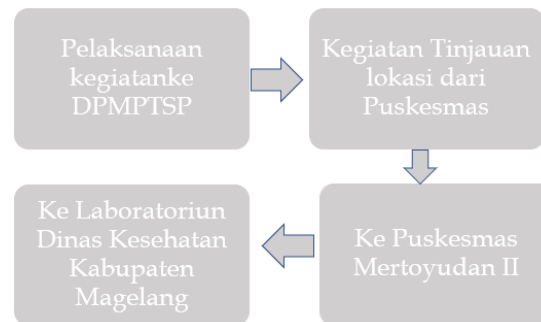 Pelaksanaan
kegiatanke
DPMPTSP
Kegiatan Tinjauan
lokasi dari
Puskesmas
Ke Puskesmas
Mertoyudan II
Ke Laboratoriun
Dinas Kesehatan
Kabupaten
Magelang